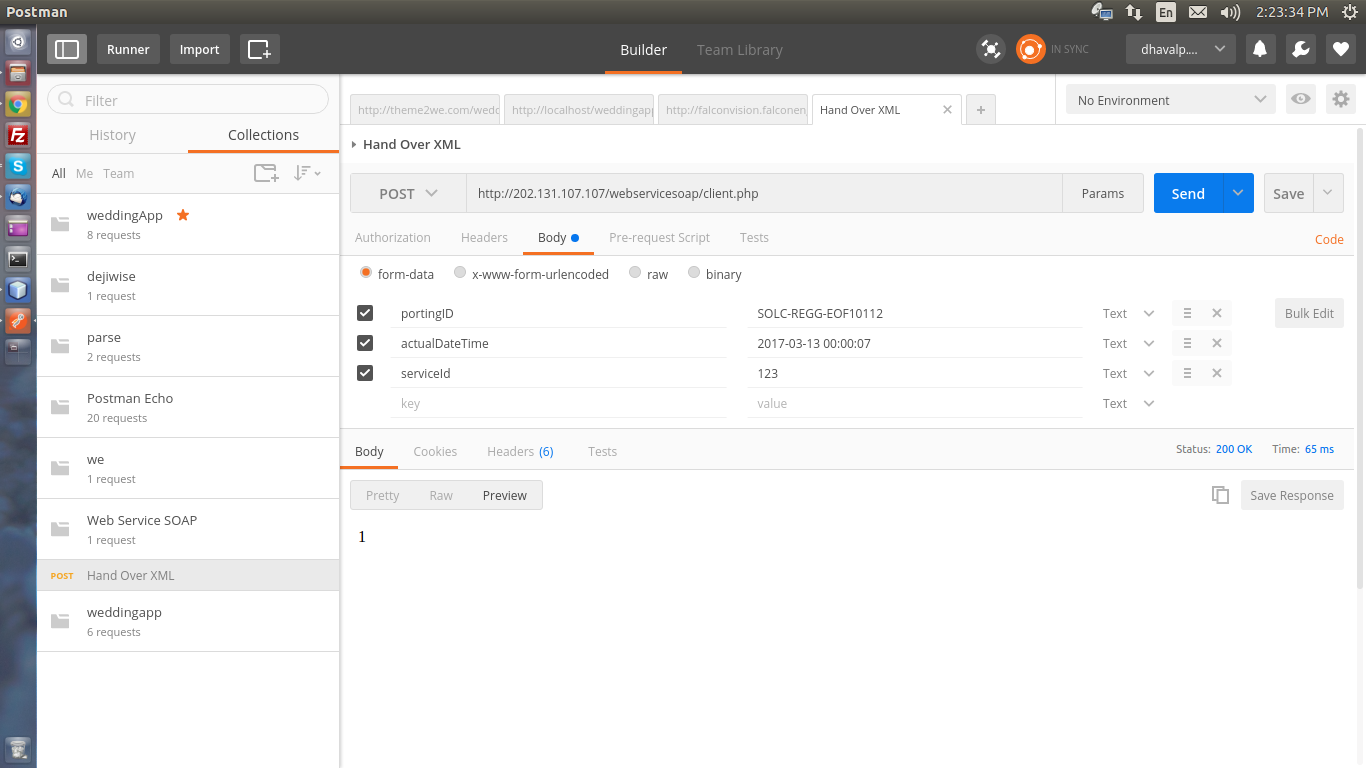 Postman
En
2:23:34 PM
Runner
Import
Builder
Team Library
IN SYNC
dhavalp....
Filter
History
Collections
All
Me
Team
weddingApp
8 requests
dejiwise
1 request
parse
2 requests
Postman Echo
20 requests
we
1 request
Web Service SOAP
1 request
POST Hand Over XML
weddingapp
6 requests
http://theme2we.com/wedd
http://localhost/weddingapp
http://falconvision.falconen
Hand Over XML
No Environment
Hand Over XML
POST
http://202.131.107.107/webservicesoap/client.php
Params
Send
Save
Authorization
Headers
Body
Pre-request Script
Tests
Code
form-data
x-www-form-urlencoded
raw
binary
portingID SOLC-REGG-EOF10112 Text
Bulk Edit
actualDateTime 2017-03-13 00:00:07 Text
serviceId 123 Text
key value Text
Body
Cookies
Headers (6)
Tests
Status: 200 OK
Time: 65 ms
Pretty
Raw
Preview
Save Response
1